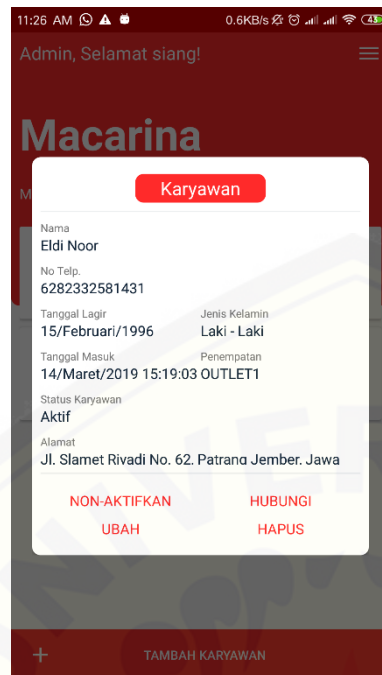 11:26 AM 0.6KB/s 43
Admin, Selamat siang!
Macarina
M
Karyawan
Nama
Eldi Noor
No Telp.
6282332581431
Tanggal Lagir Jenis Kelamin
15/Februari/1996 Laki - Laki
Tanggal Masuk Penempatan
14/Maret/2019 15:19:03 OUTLET1
Status Karyawan
Aktif
Alamat
Jl. Slamet Riyadi No. 62. Patrang Jember. Jawa
NON-AKTIFKAN HUBUNGI
UBAH HAPUS
+ TAMBAH KARYAWAN